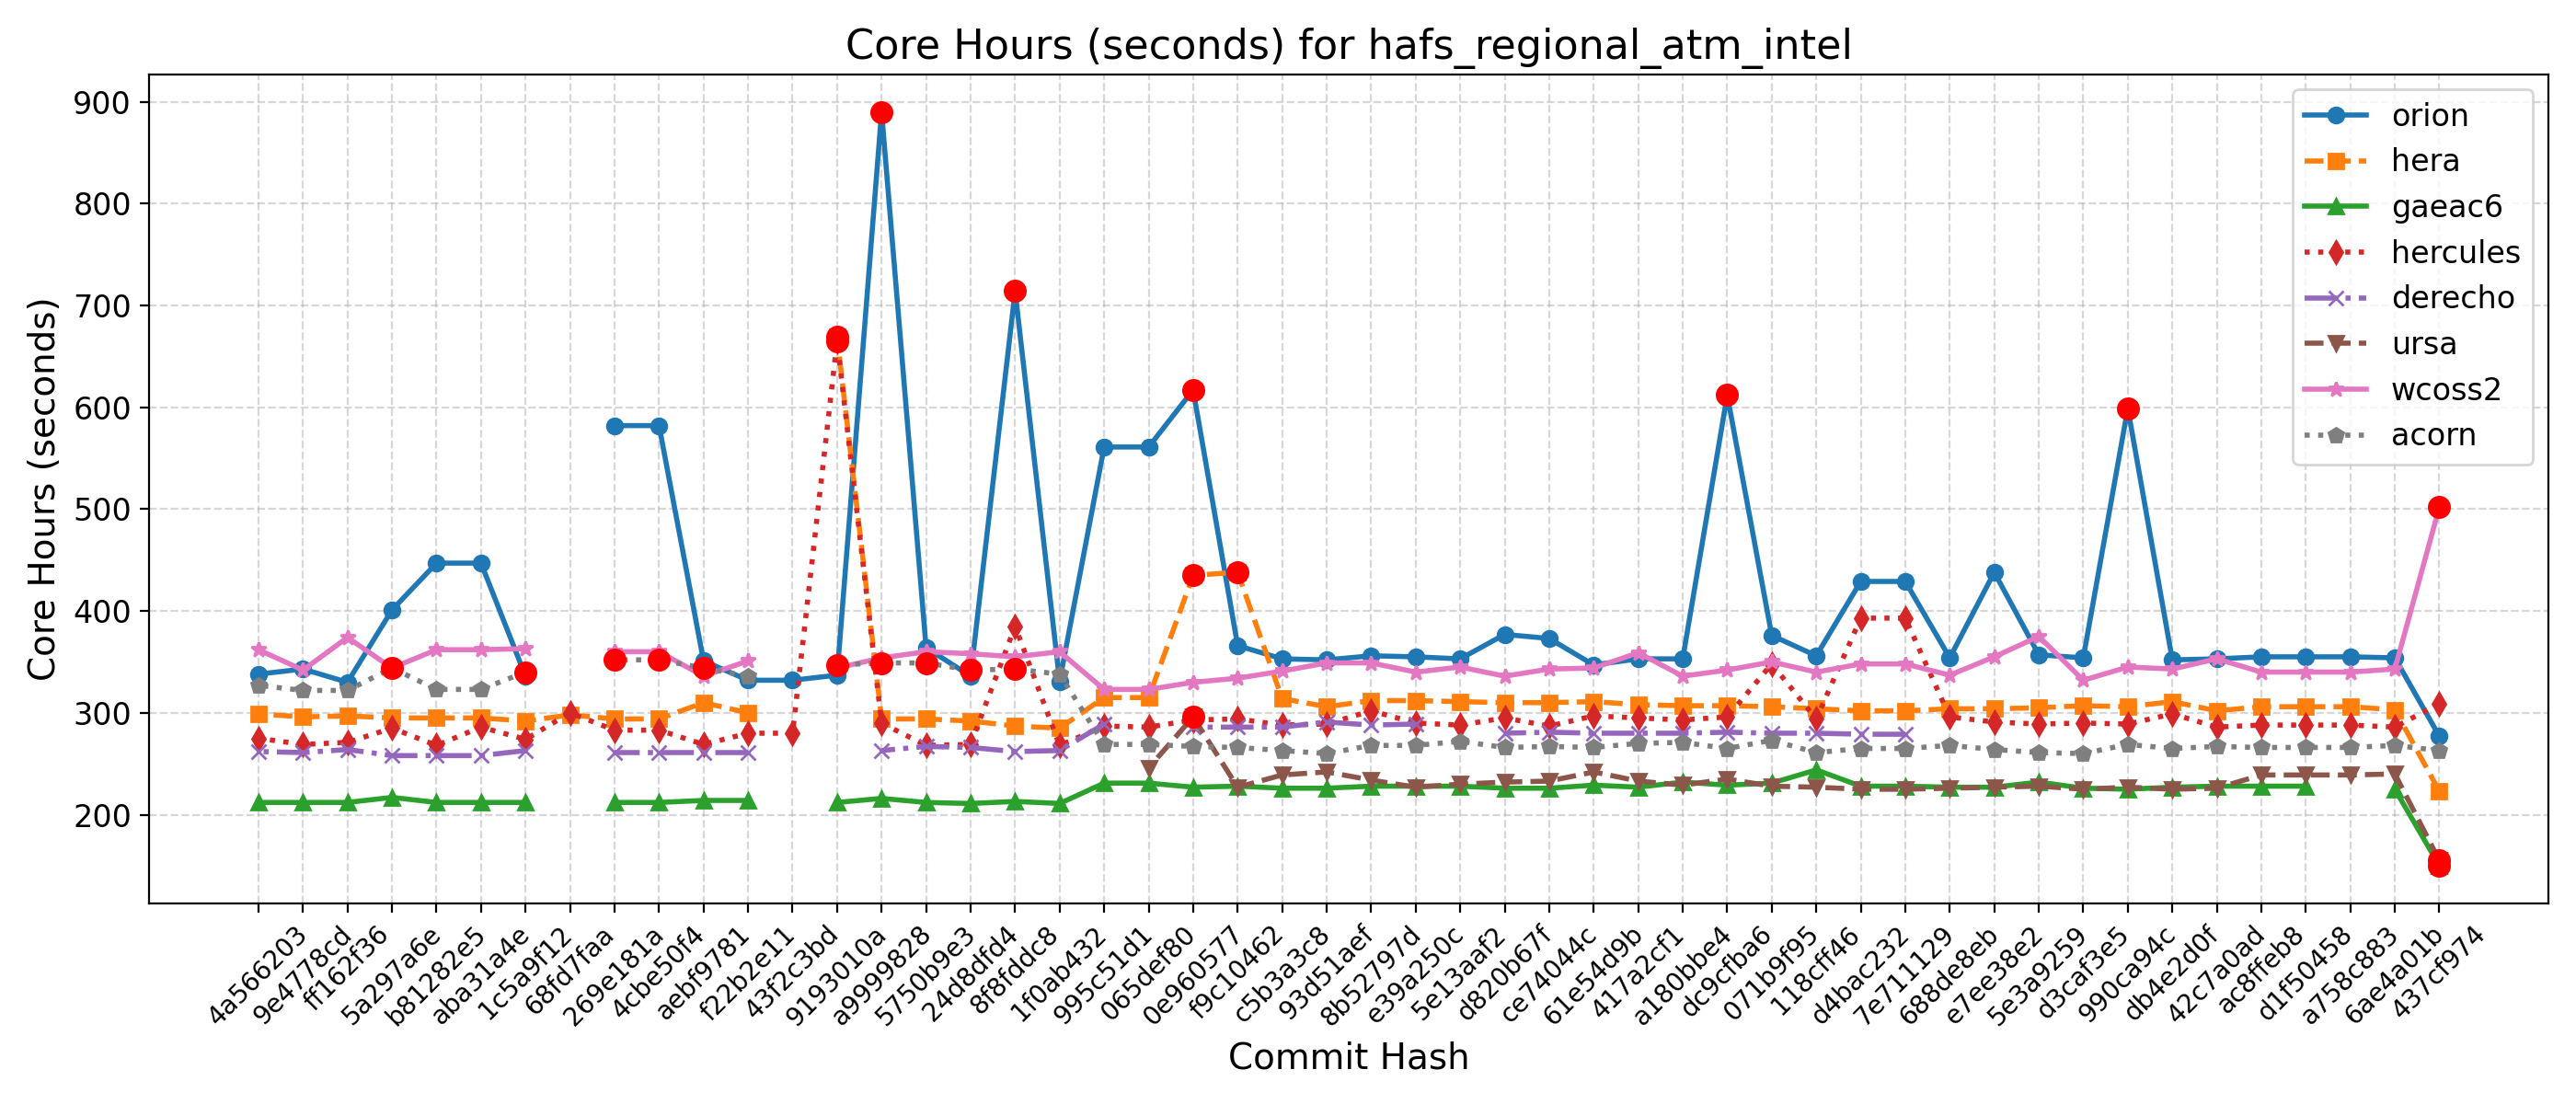 Core Hours (seconds) for hafs_regional_atm_intel
Core Hours (seconds)
900
800
700
600
500
400
300
200
orion
hera
gaeac6
hercules
derecho
ursa
wcoss2
acorn
4a566203
9e4778cd
ff162f36
5a297a6e
b81282e5
aba31a4e
1c5a9f12
68fd7faa
269e181a
4cbe50f4
aebf9781
f22b2e11
43f2c3bd
9193010a
a9999828
5750b9e3
24d8dfd4
8f8fddc8
1f0ab432
995c51d1
065def80
0e960577
f9c10462
c5b3a3c8
93d51aef
8b52797d
e39a250c
5e13aaf2
d820b67f
ce74044c
61e54d9b
417a2cf1
a180bbe4
dc9cfba6
071b9f95
118cff46
d4bac232
7e711129
688de8eb
e7ee38e2
5e3a9259
d3caf3e5
990ca94c
db4e2d0f
42c7a0ad
ac8ffeb8
d1f50458
a758c883
6ae4a01b
437cf974
Commit Hash